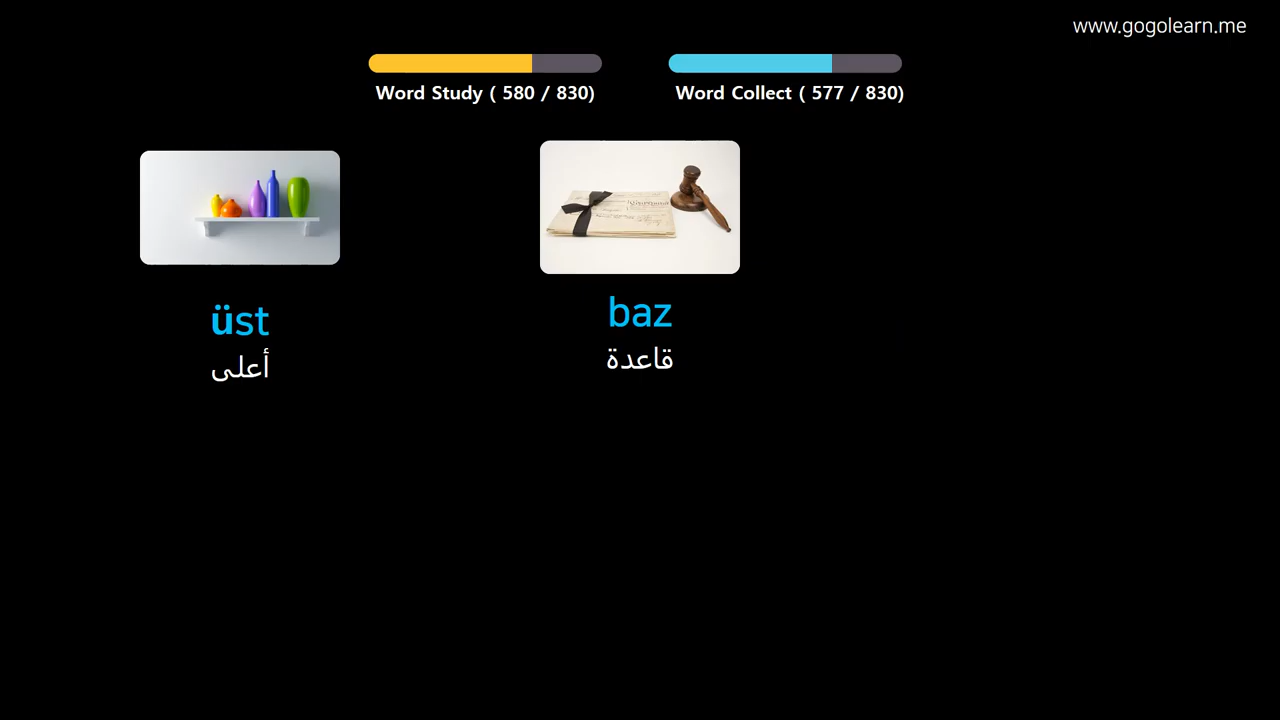 www.gogolearn.me
Word Study ( 580 / 830)
Word Collect ( 577 / 830)
üst
أعلى
baz
قاعدة